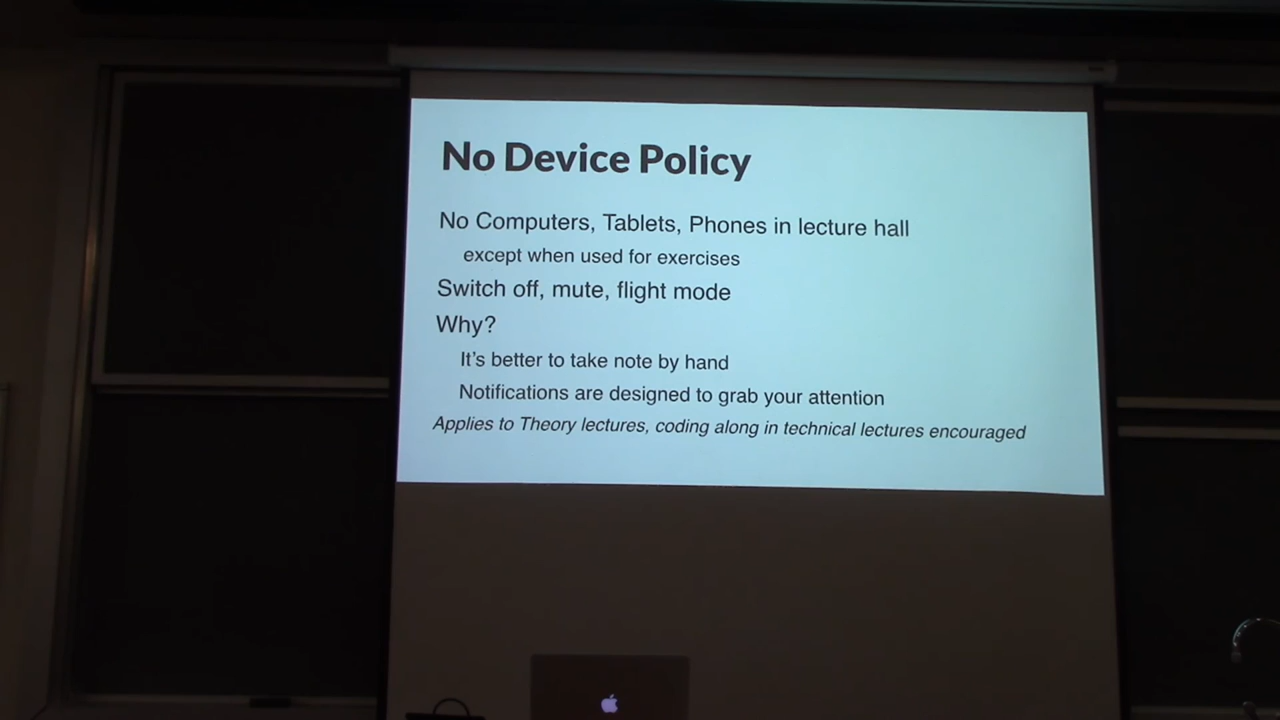 No Device Policy
No Computers, Tablets, Phones in lecture hall
except when used for exercises
Switch off, mute, flight mode
Why?
It's better to take note by hand
Notifications are designed to grab your attention
Applies to Theory lectures, coding along in technical lectures encouraged